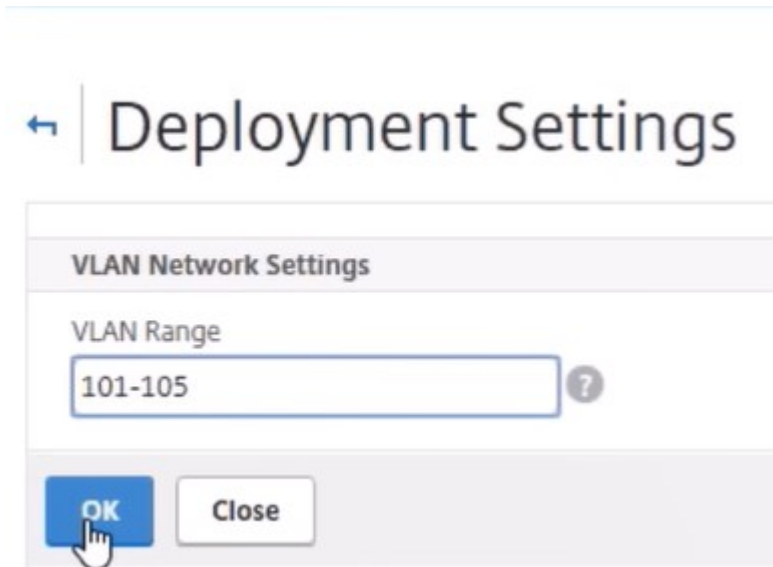 Deployment Settings
VLAN Network Settings
VLAN Range
101-105
?
OK
Close